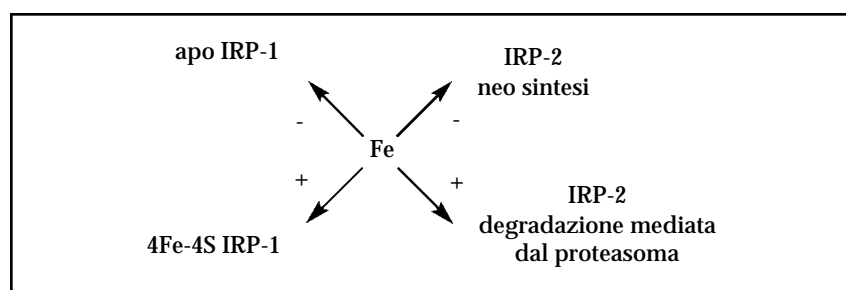 apo IRP-1
IRP-2
neo sintesi
-
-
Fe
+
+
IRP-2
degradazione mediata
dal proteasoma
4Fe-4S IRP-1